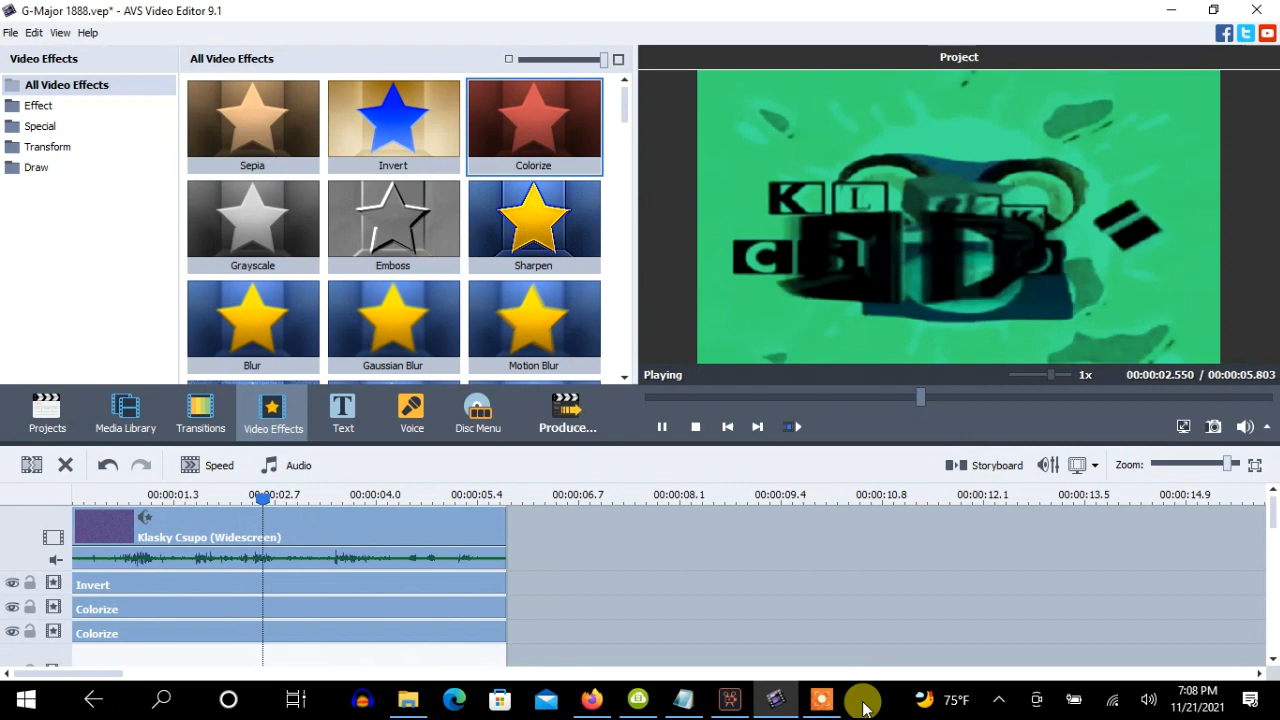 G-Major 1888.vep* - AVS Video Editor 9.1
File Edit View Help
Video Effects
All Video Effects
Project
All Video Effects
Effect
Special
Transform
Draw
Sepia
Invert
Colorize
Grayscale
Emboss
Sharpen
Blur
Gaussian Blur
Motion Blur
K L
K
C
Playing
1x
00:00:02.550 / 00:00:05.803
Projects
Media Library
Transitions
Video Effects
Text
Voice
Disc Menu
Produce...
Speed
Audio
Storyboard
Zoom:
00:00:01.3
00:00:02.7
00:00:04.0
00:00:05.4
00:00:06.7
00:00:08.1
00:00:09.4
00:00:10.8
00:00:12.1
00:00:13.5
00:00:14.9
Klasky Csupo (Widescreen)
Invert
Colorize
Colorize
75°F
7:08 PM
11/21/2021